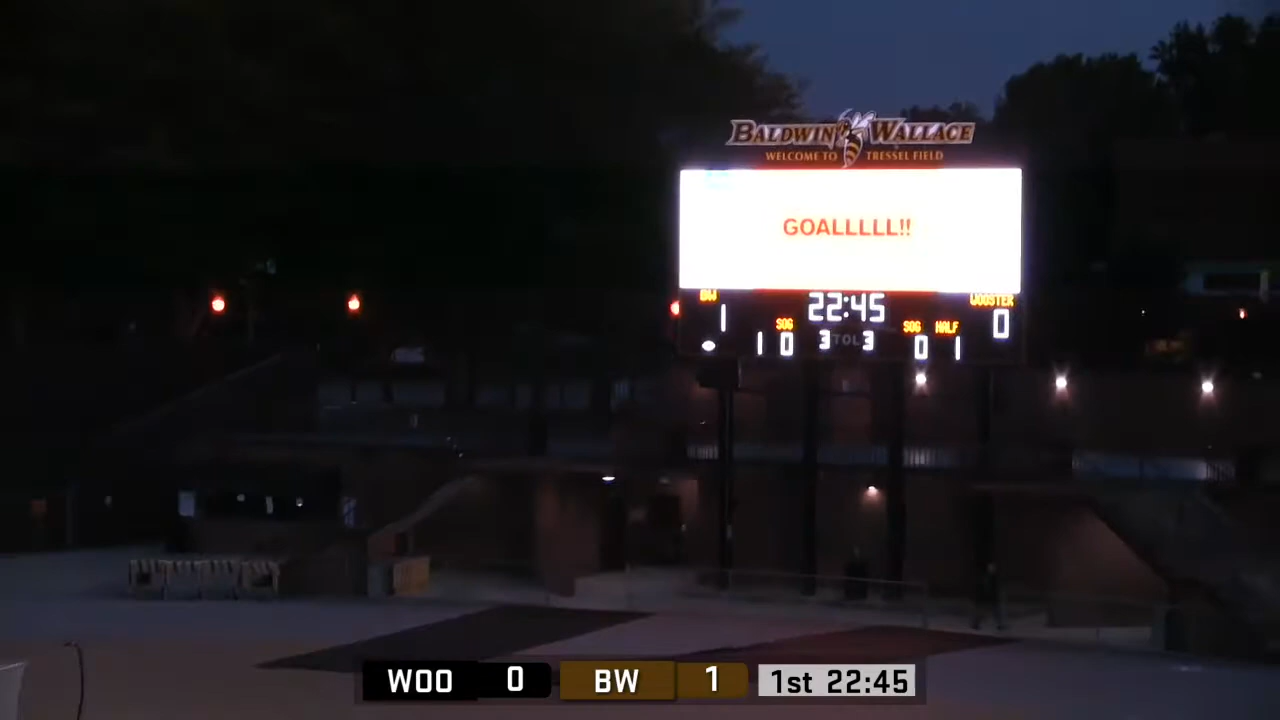 BALDWIN WALLACE
WELCOME TO TRESSEL FIELD
GOALLLLL!!
BW 22:45 WOOSTER
1 0
SOG SOG HALF
1 0 3 TOL 3 0 1
WOO 0 BW 1 1st 22:45